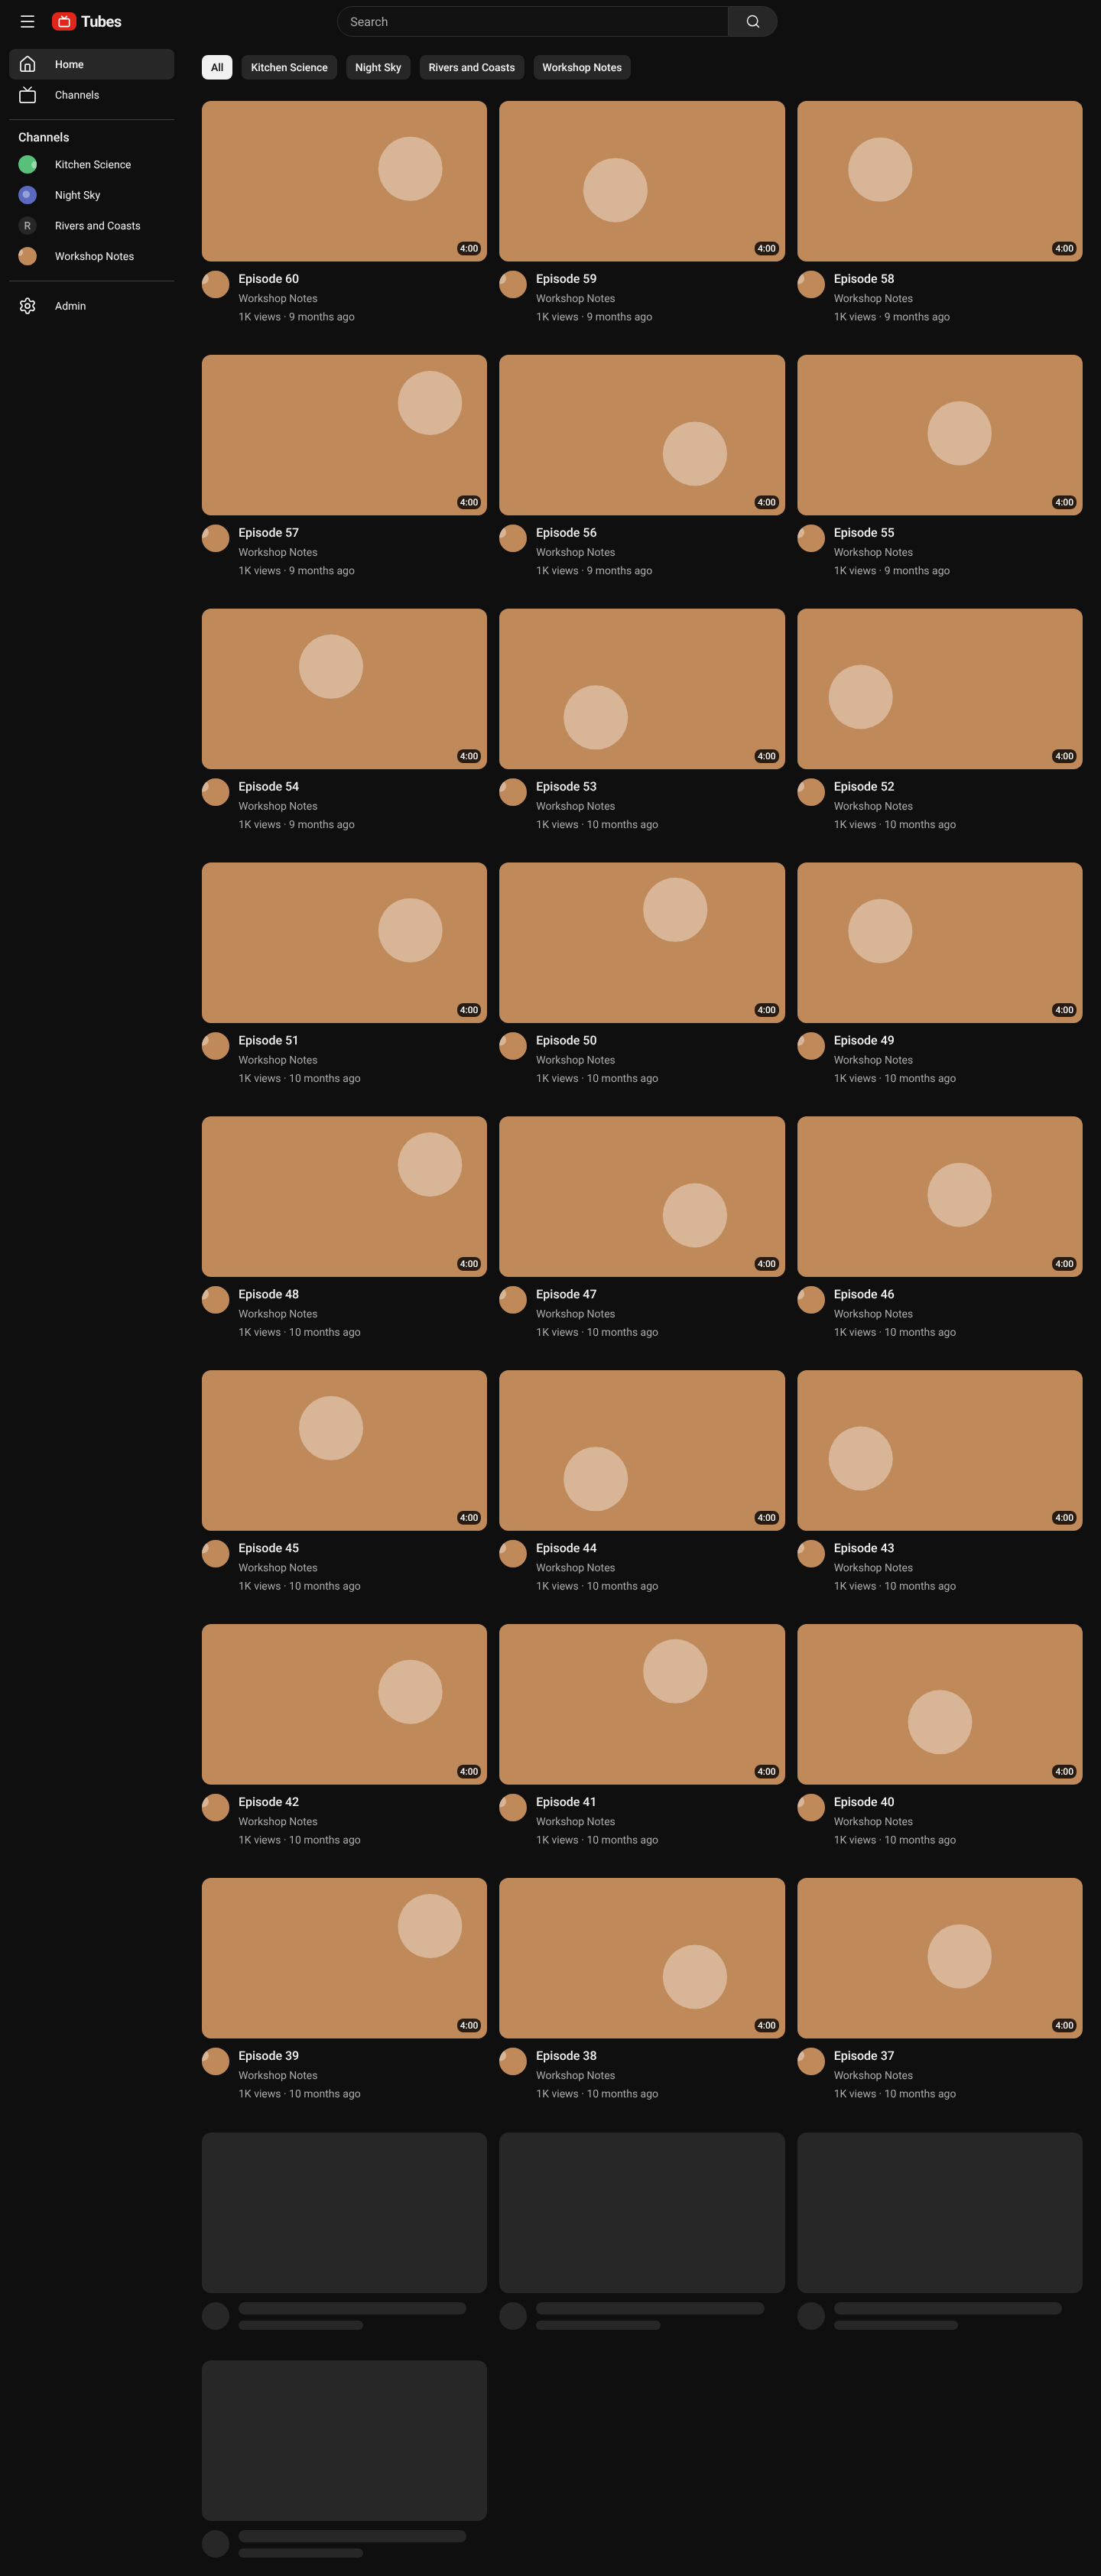 Tubes
Search
Home
Channels
Channels
Kitchen Science
Night Sky
R
Rivers and Coasts
Workshop Notes
Admin
All
Kitchen Science
Night Sky
Rivers and Coasts
Workshop Notes
4:00
Episode 60
Workshop Notes
1K views · 9 months ago
4:00
Episode 59
Workshop Notes
1K views · 9 months ago
4:00
Episode 58
Workshop Notes
1K views · 9 months ago
4:00
Episode 57
Workshop Notes
1K views · 9 months ago
4:00
Episode 56
Workshop Notes
1K views · 9 months ago
4:00
Episode 55
Workshop Notes
1K views · 9 months ago
4:00
Episode 54
Workshop Notes
1K views · 9 months ago
4:00
Episode 53
Workshop Notes
1K views · 10 months ago
4:00
Episode 52
Workshop Notes
1K views · 10 months ago
4:00
Episode 51
Workshop Notes
1K views · 10 months ago
4:00
Episode 50
Workshop Notes
1K views · 10 months ago
4:00
Episode 49
Workshop Notes
1K views · 10 months ago
4:00
Episode 48
Workshop Notes
1K views · 10 months ago
4:00
Episode 47
Workshop Notes
1K views · 10 months ago
4:00
Episode 46
Workshop Notes
1K views · 10 months ago
4:00
Episode 45
Workshop Notes
1K views · 10 months ago
4:00
Episode 44
Workshop Notes
1K views · 10 months ago
4:00
Episode 43
Workshop Notes
1K views · 10 months ago
4:00
Episode 42
Workshop Notes
1K views · 10 months ago
4:00
Episode 41
Workshop Notes
1K views · 10 months ago
4:00
Episode 40
Workshop Notes
1K views · 10 months ago
4:00
Episode 39
Workshop Notes
1K views · 10 months ago
4:00
Episode 38
Workshop Notes
1K views · 10 months ago
4:00
Episode 37
Workshop Notes
1K views · 10 months ago